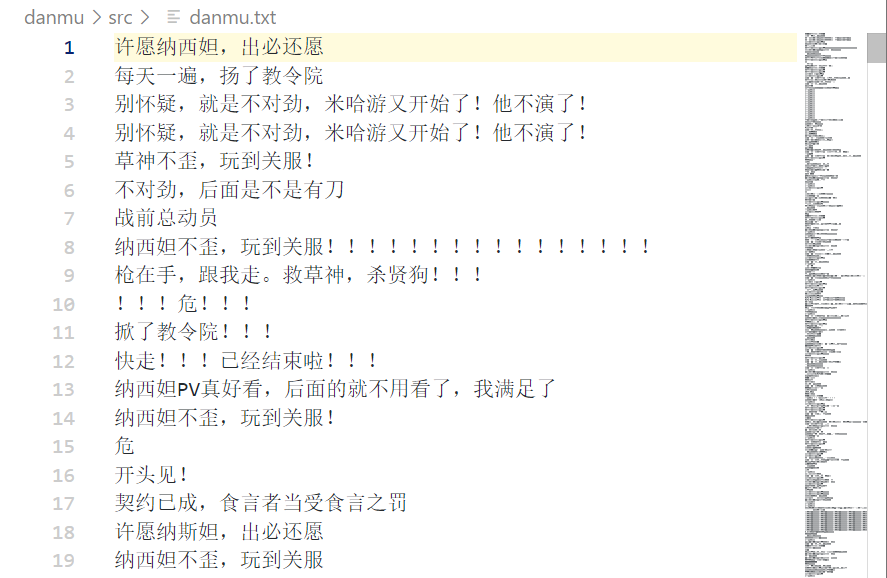 danmu > src > danmu.txt
1 许愿纳西妲，出必还愿
2 每天一遍，扬了教令院
3 别怀疑，就是不对劲，米哈游又开始了！他不演了！
4 别怀疑，就是不对劲，米哈游又开始了！他不演了！
5 草神不歪，玩到关服！
6 不对劲，后面是不是有刀
7 战前总动员
8 纳西妲不歪，玩到关服！！！！！！！！！！！！！！！！
9 枪在手，跟我走。救草神，杀贤狗！！！
10 ！！！危！！！
11 掀了教令院！！！
12 快走！！！已经结束啦！！！
13 纳西妲PV真好看，后面的就不用看了，我满足了
14 纳西妲不歪，玩到关服！
15 危
16 开头见！
17 契约已成，食言者当受食言之罚
18 许愿纳斯妲，出必还愿
19 纳西妲不歪，玩到关服